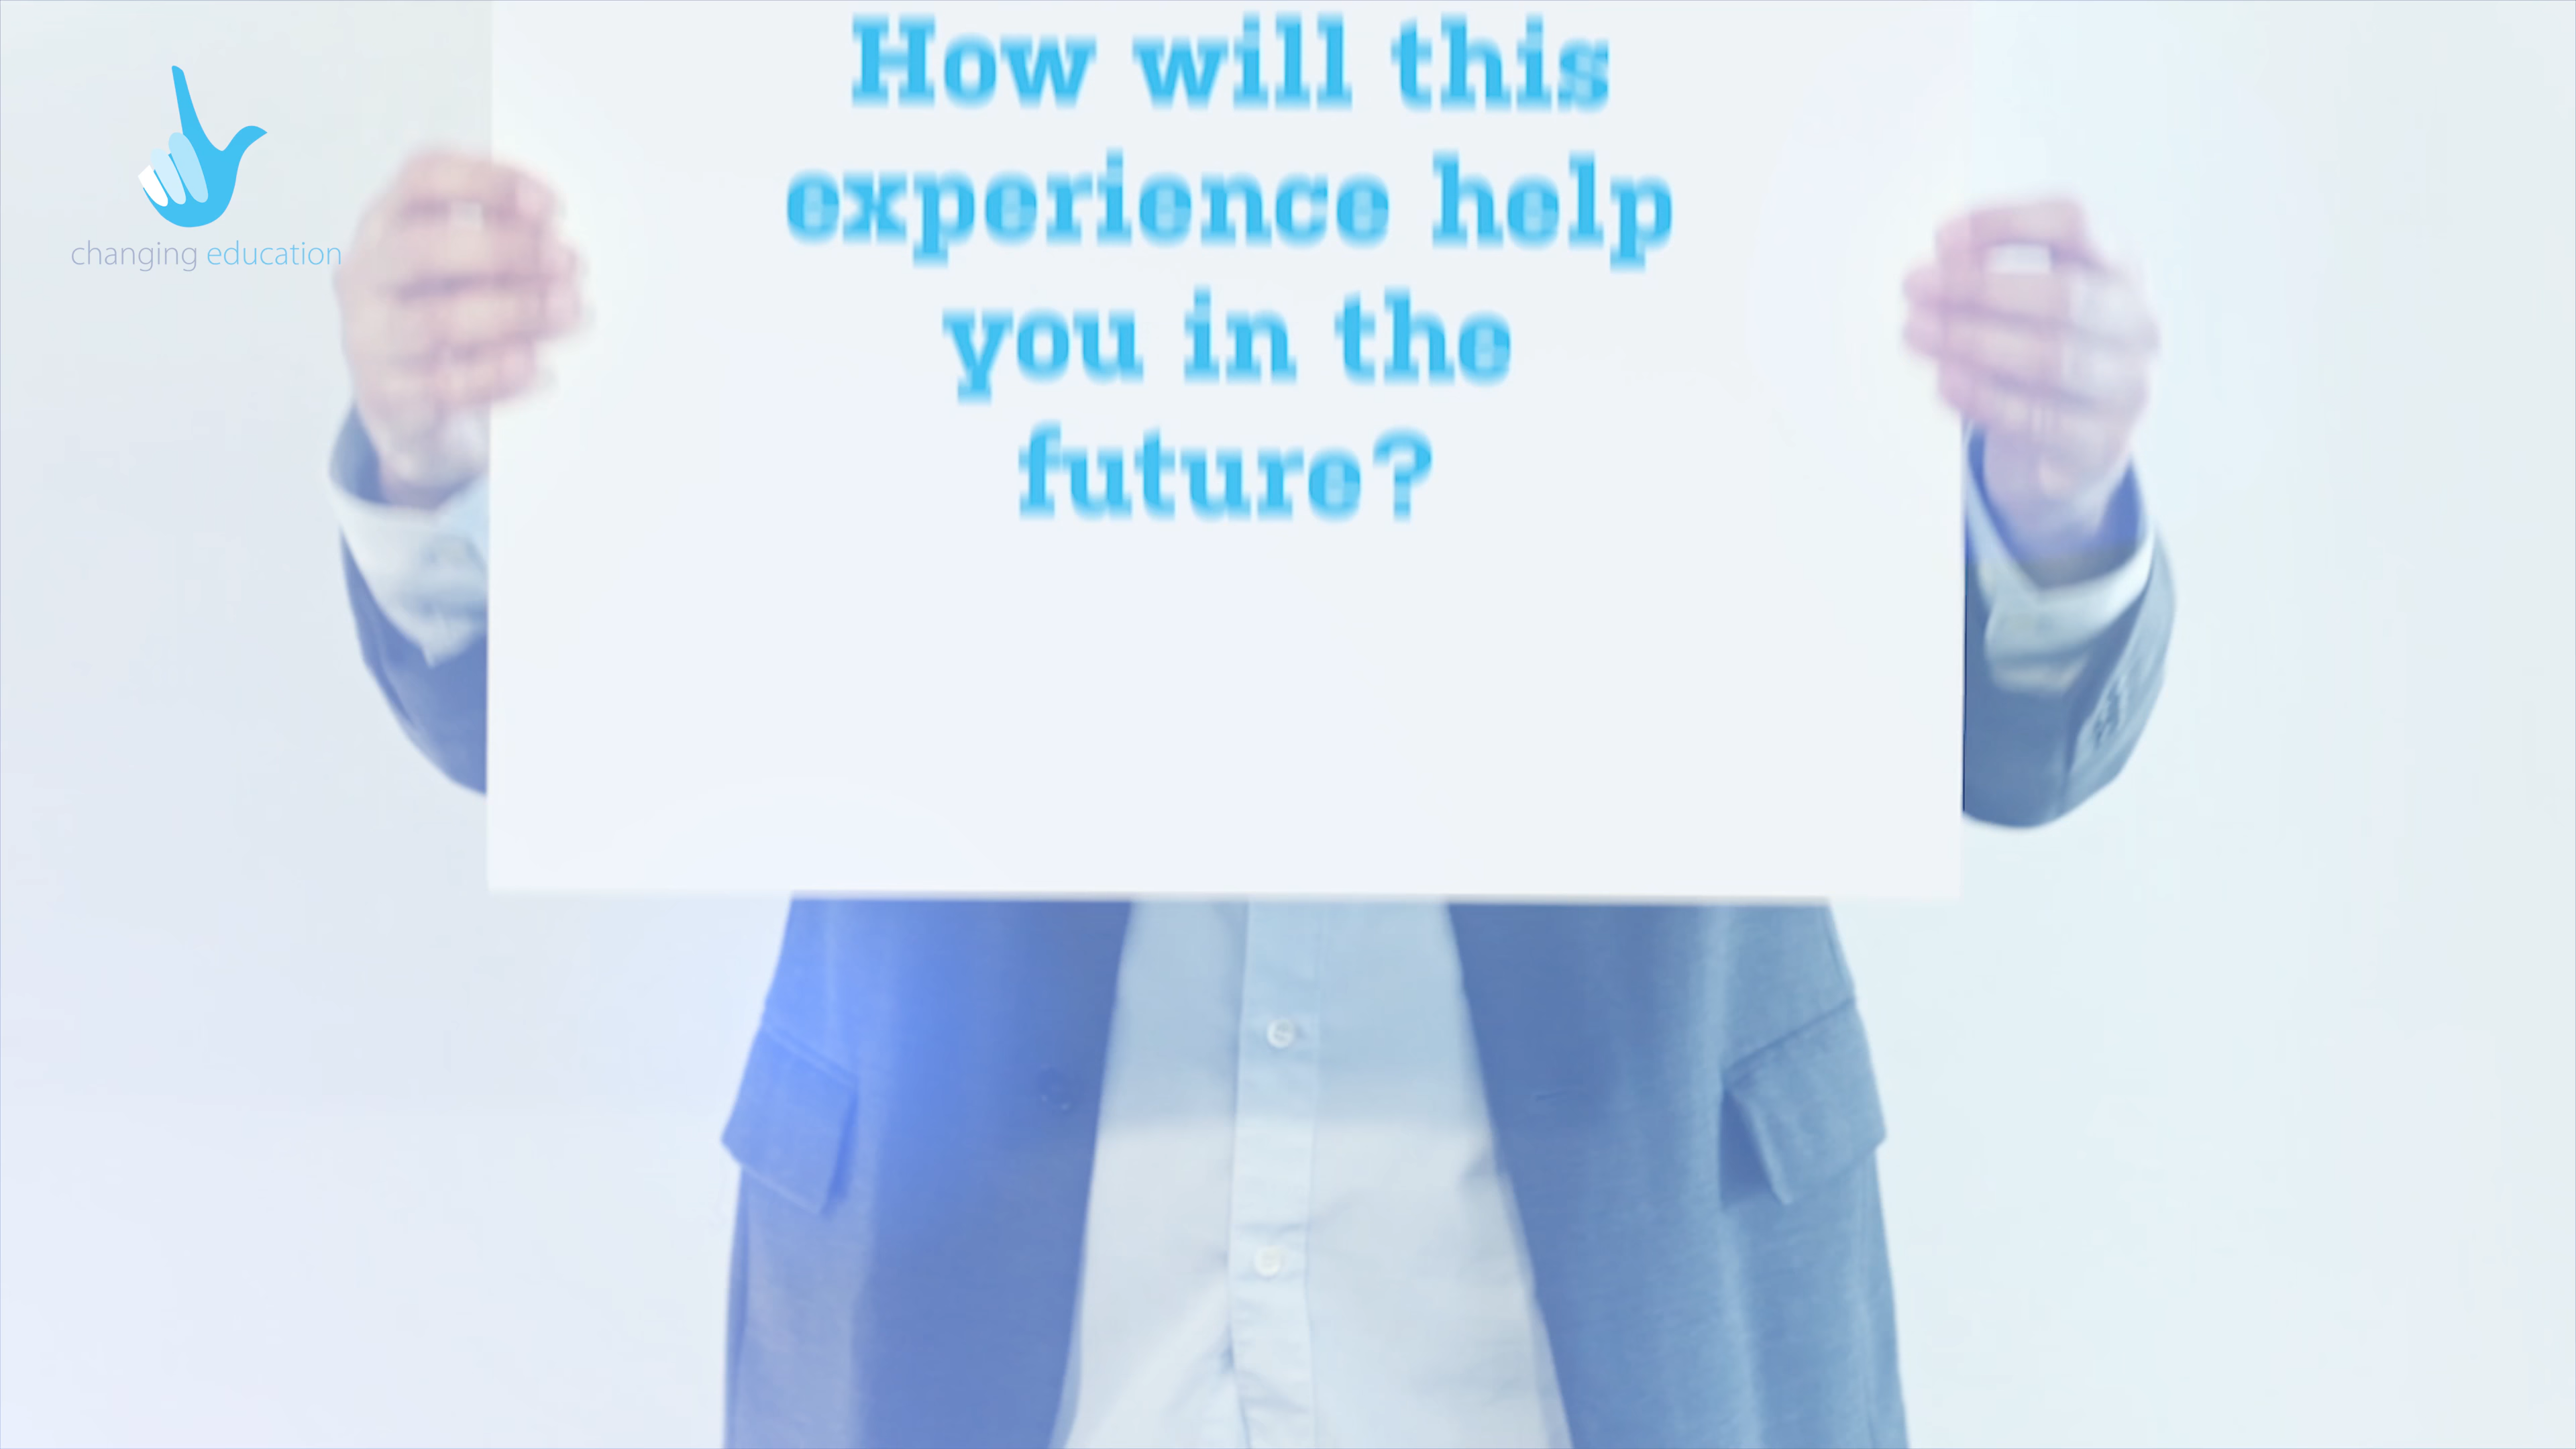 How will this
experience help
you in the
future?
changing education